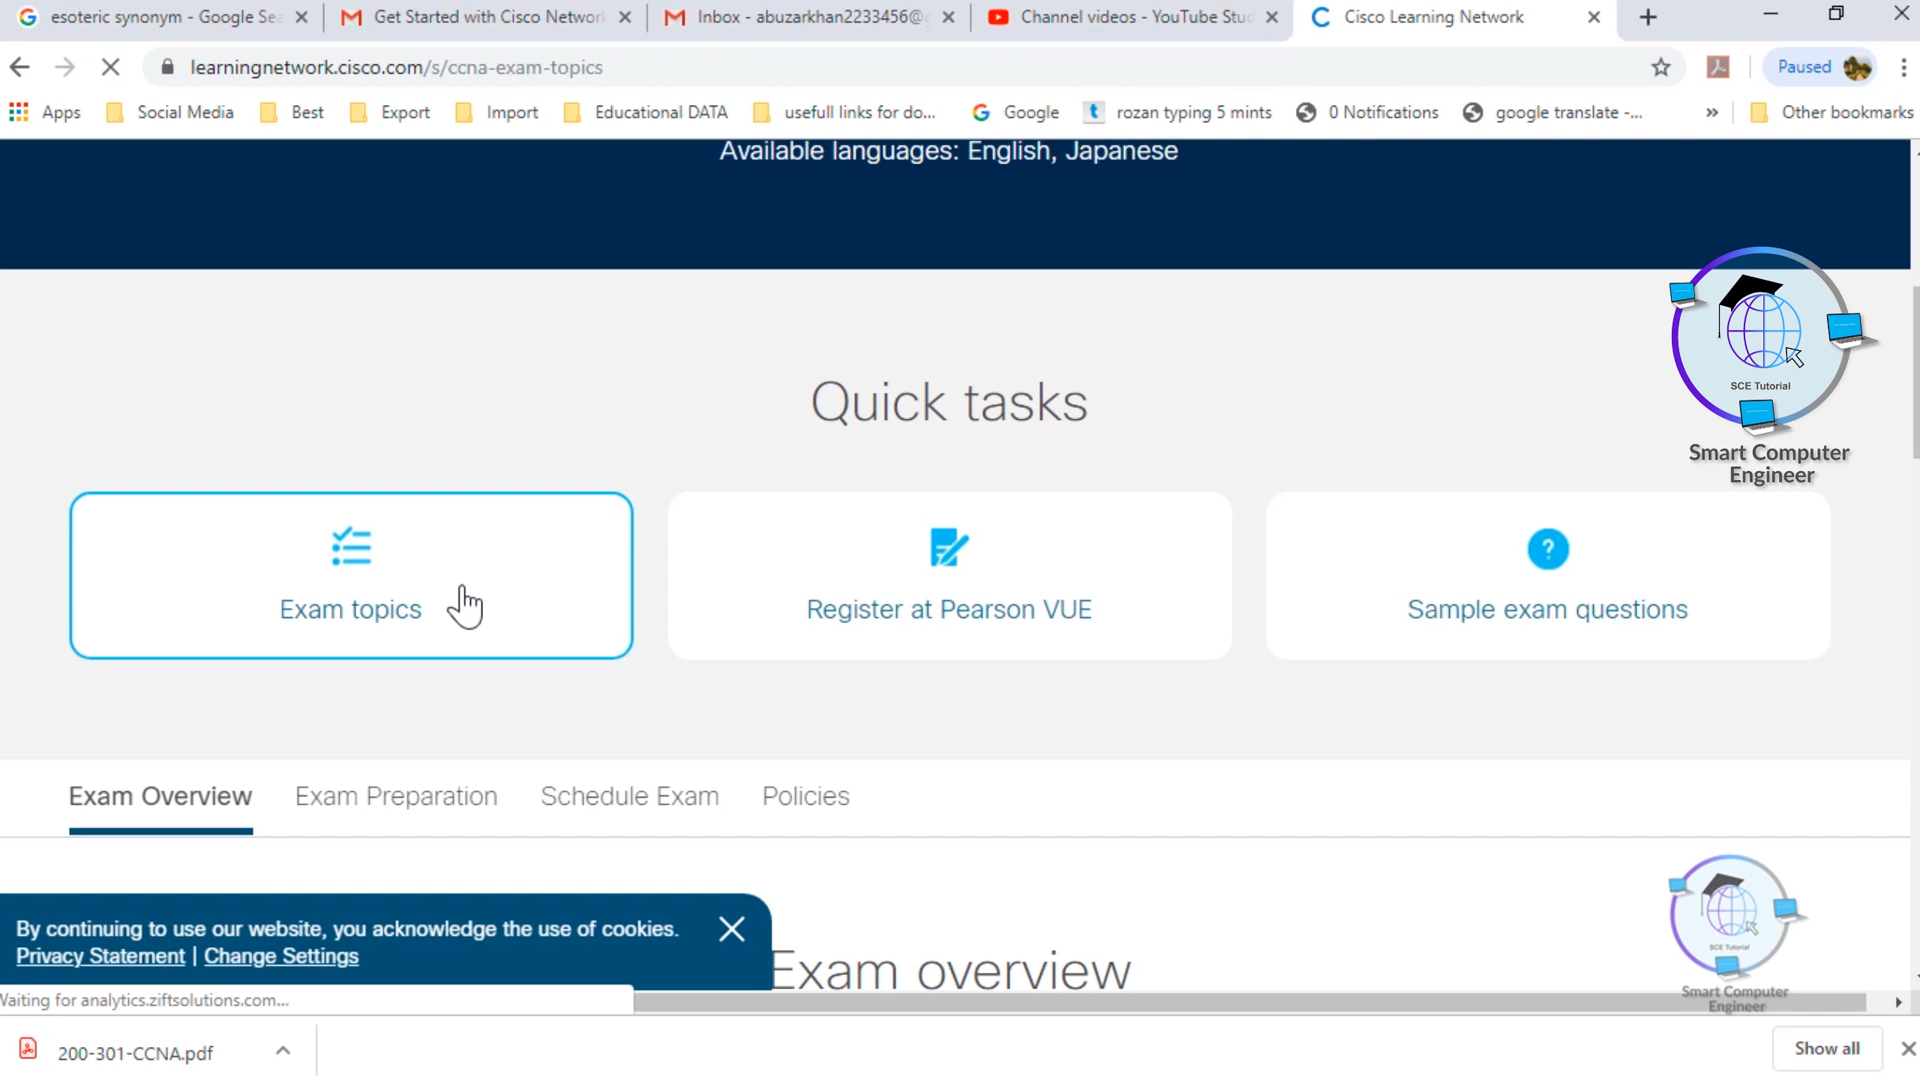 esoteric synonym - Google Se
Get Started with Cisco Networ
Inbox - abuzarkhan2233456@
Channel videos - YouTube Stu
Cisco Learning Network
learningnetwork.cisco.com/s/ccna-exam-topics
Paused
Apps
Social Media
Best
Export
Import
Educational DATA
usefull links for do...
Google
rozan typing 5 mints
0 Notifications
google translate -...
»
Other bookmarks
Available languages: English, Japanese
SCE Tutorial
Smart Computer
Engineer
Quick tasks
Exam topics
Register at Pearson VUE
Sample exam questions
Exam Overview
Exam Preparation
Schedule Exam
Policies
By continuing to use our website, you acknowledge the use of cookies.
Privacy Statement | Change Settings
Exam overview
SCE Tutorial
Smart Computer
Engineer
Waiting for analytics.ziftsolutions.com...
200-301-CCNA.pdf
Show all